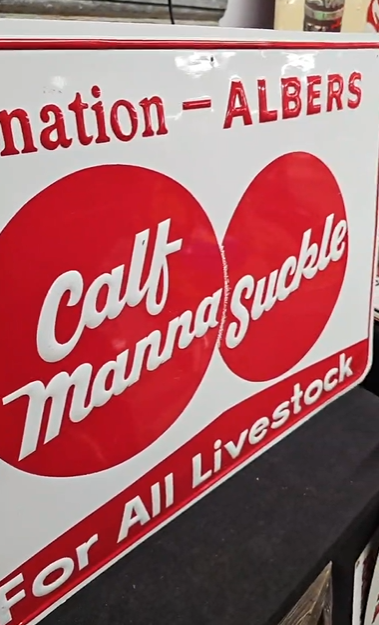 nation - ALBERS
Calf
Manna
Suckle
For All Livestock